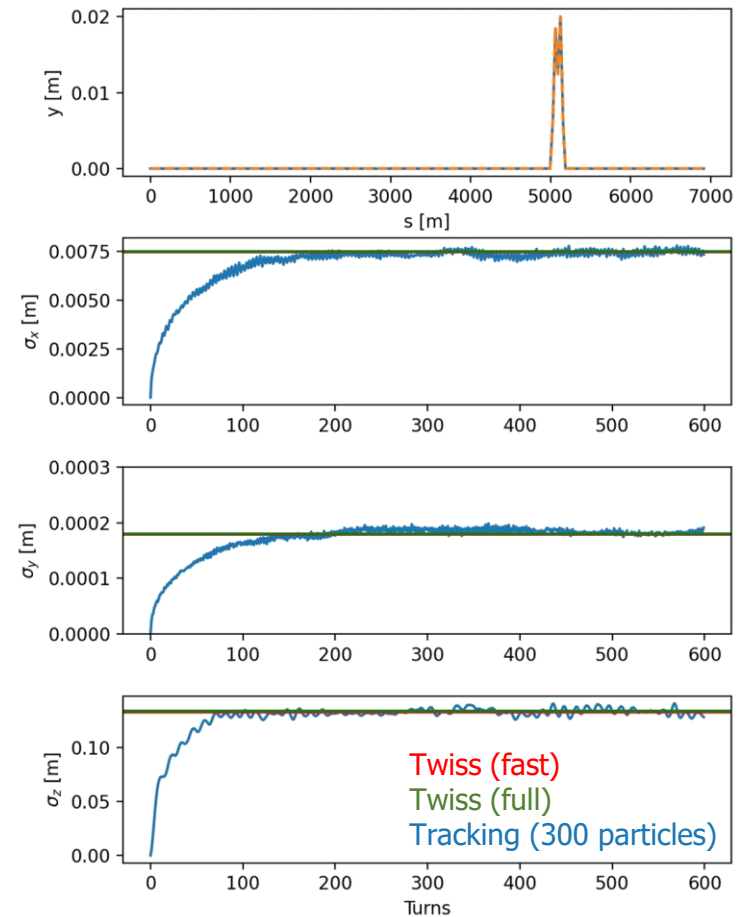 0.02
0.01
0.00
y [m]
0 1000 2000 3000 4000 5000 6000 7000
s [m]
0.0075
0.0050
0.0025
0.0000
σx [m]
0 100 200 300 400 500 600
0.0003
0.0002
0.0001
0.0000
σy [m]
0 100 200 300 400 500 600
0.10
0.05
0.00
σz [m]
Twiss (fast)
Twiss (full)
Tracking (300 particles)
0 100 200 300 400 500 600
Turns